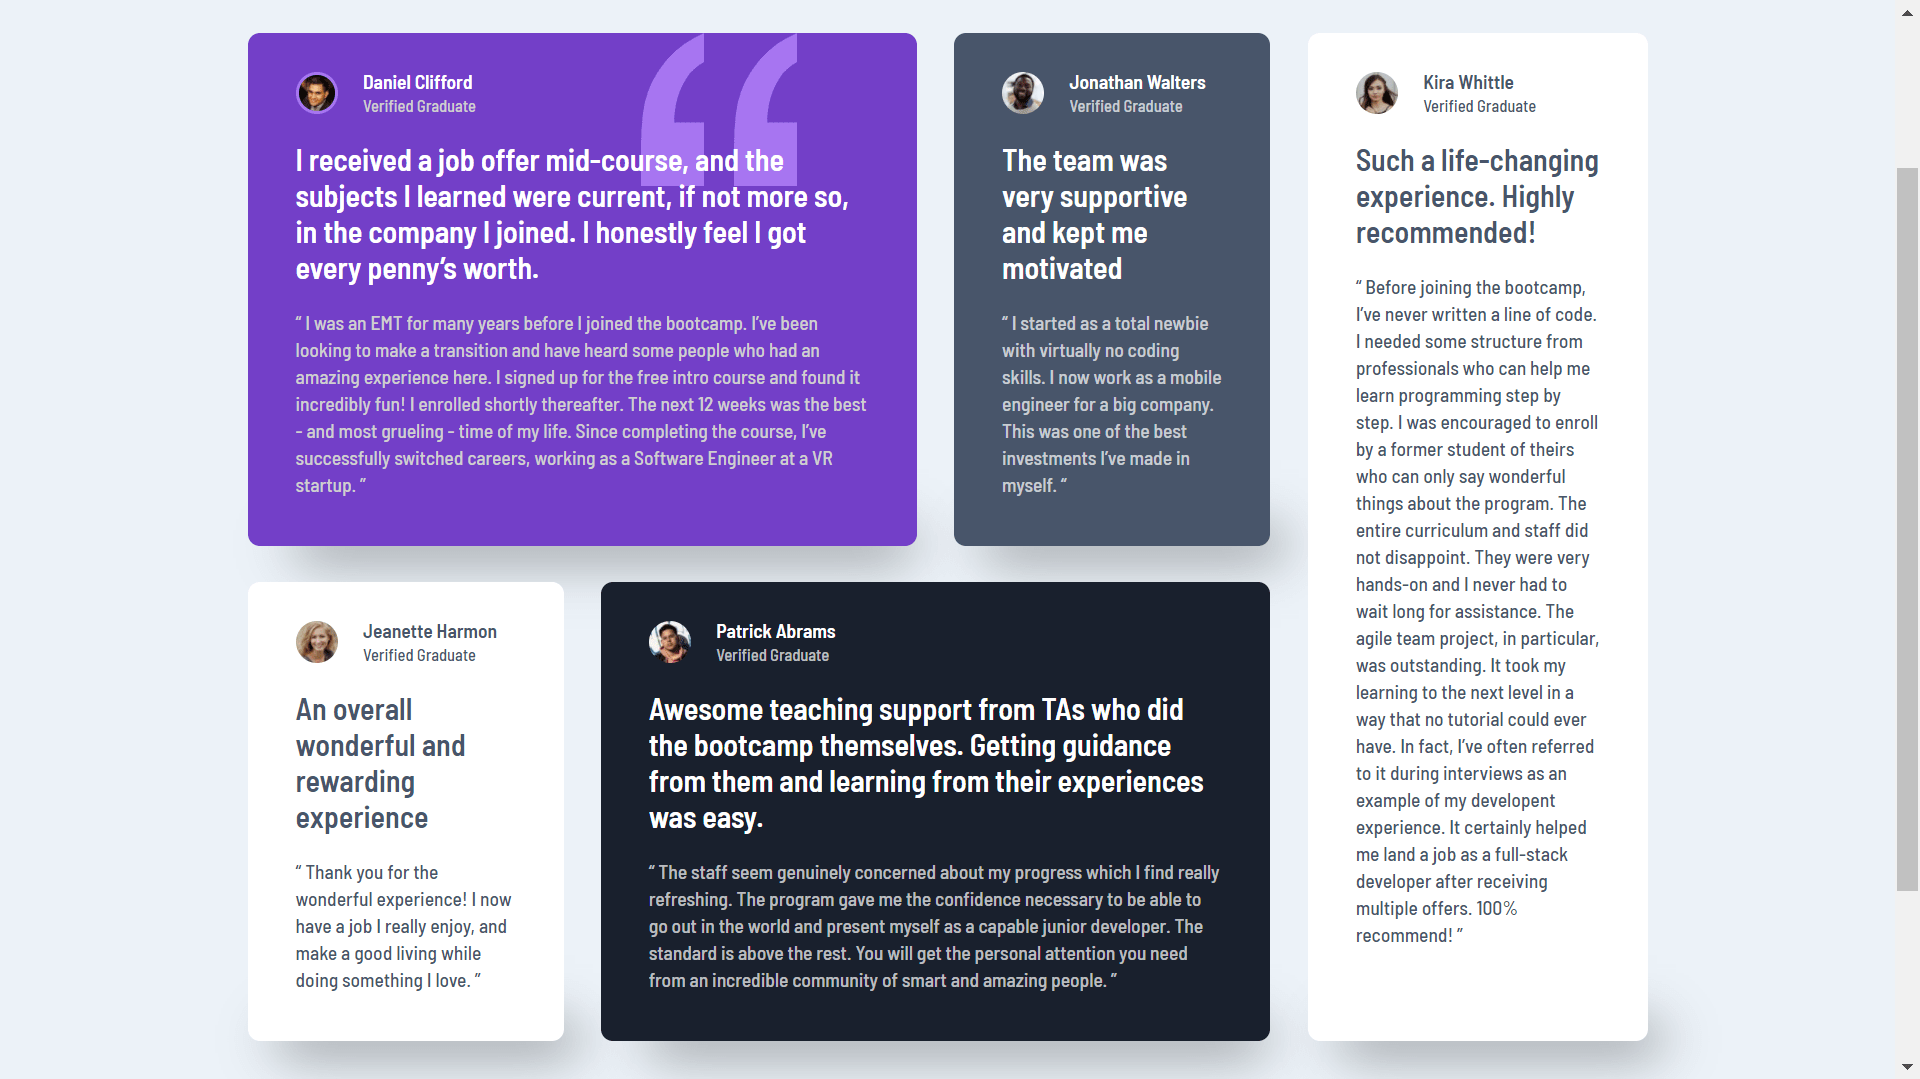 Daniel Clifford
Verified Graduate
I received a job offer mid-course, and the
subjects I learned were current, if not more so,
in the company I joined. I honestly feel I got
every penny’s worth.
“ I was an EMT for many years before I joined the bootcamp. I’ve been
looking to make a transition and have heard some people who had an
amazing experience here. I signed up for the free intro course and found it
incredibly fun! I enrolled shortly thereafter. The next 12 weeks was the best
- and most grueling - time of my life. Since completing the course, I’ve
successfully switched careers, working as a Software Engineer at a VR
startup. ”
Jonathan Walters
Verified Graduate
The team was
very supportive
and kept me
motivated
“ I started as a total newbie
with virtually no coding
skills. I now work as a mobile
engineer for a big company.
This was one of the best
investments I’ve made in
myself. “
Kira Whittle
Verified Graduate
Such a life-changing
experience. Highly
recommended!
“ Before joining the bootcamp,
I’ve never written a line of code.
I needed some structure from
professionals who can help me
learn programming step by
step. I was encouraged to enroll
by a former student of theirs
who can only say wonderful
things about the program. The
entire curriculum and staff did
not disappoint. They were very
hands-on and I never had to
wait long for assistance. The
agile team project, in particular,
was outstanding. It took my
learning to the next level in a
way that no tutorial could ever
have. In fact, I’ve often referred
to it during interviews as an
example of my developent
experience. It certainly helped
me land a job as a full-stack
developer after receiving
multiple offers. 100%
recommend! ”
Jeanette Harmon
Verified Graduate
An overall
wonderful and
rewarding
experience
“ Thank you for the
wonderful experience! I now
have a job I really enjoy, and
make a good living while
doing something I love. ”
Patrick Abrams
Verified Graduate
Awesome teaching support from TAs who did
the bootcamp themselves. Getting guidance
from them and learning from their experiences
was easy.
“ The staff seem genuinely concerned about my progress which I find really
refreshing. The program gave me the confidence necessary to be able to
go out in the world and present myself as a capable junior developer. The
standard is above the rest. You will get the personal attention you need
from an incredible community of smart and amazing people. ”